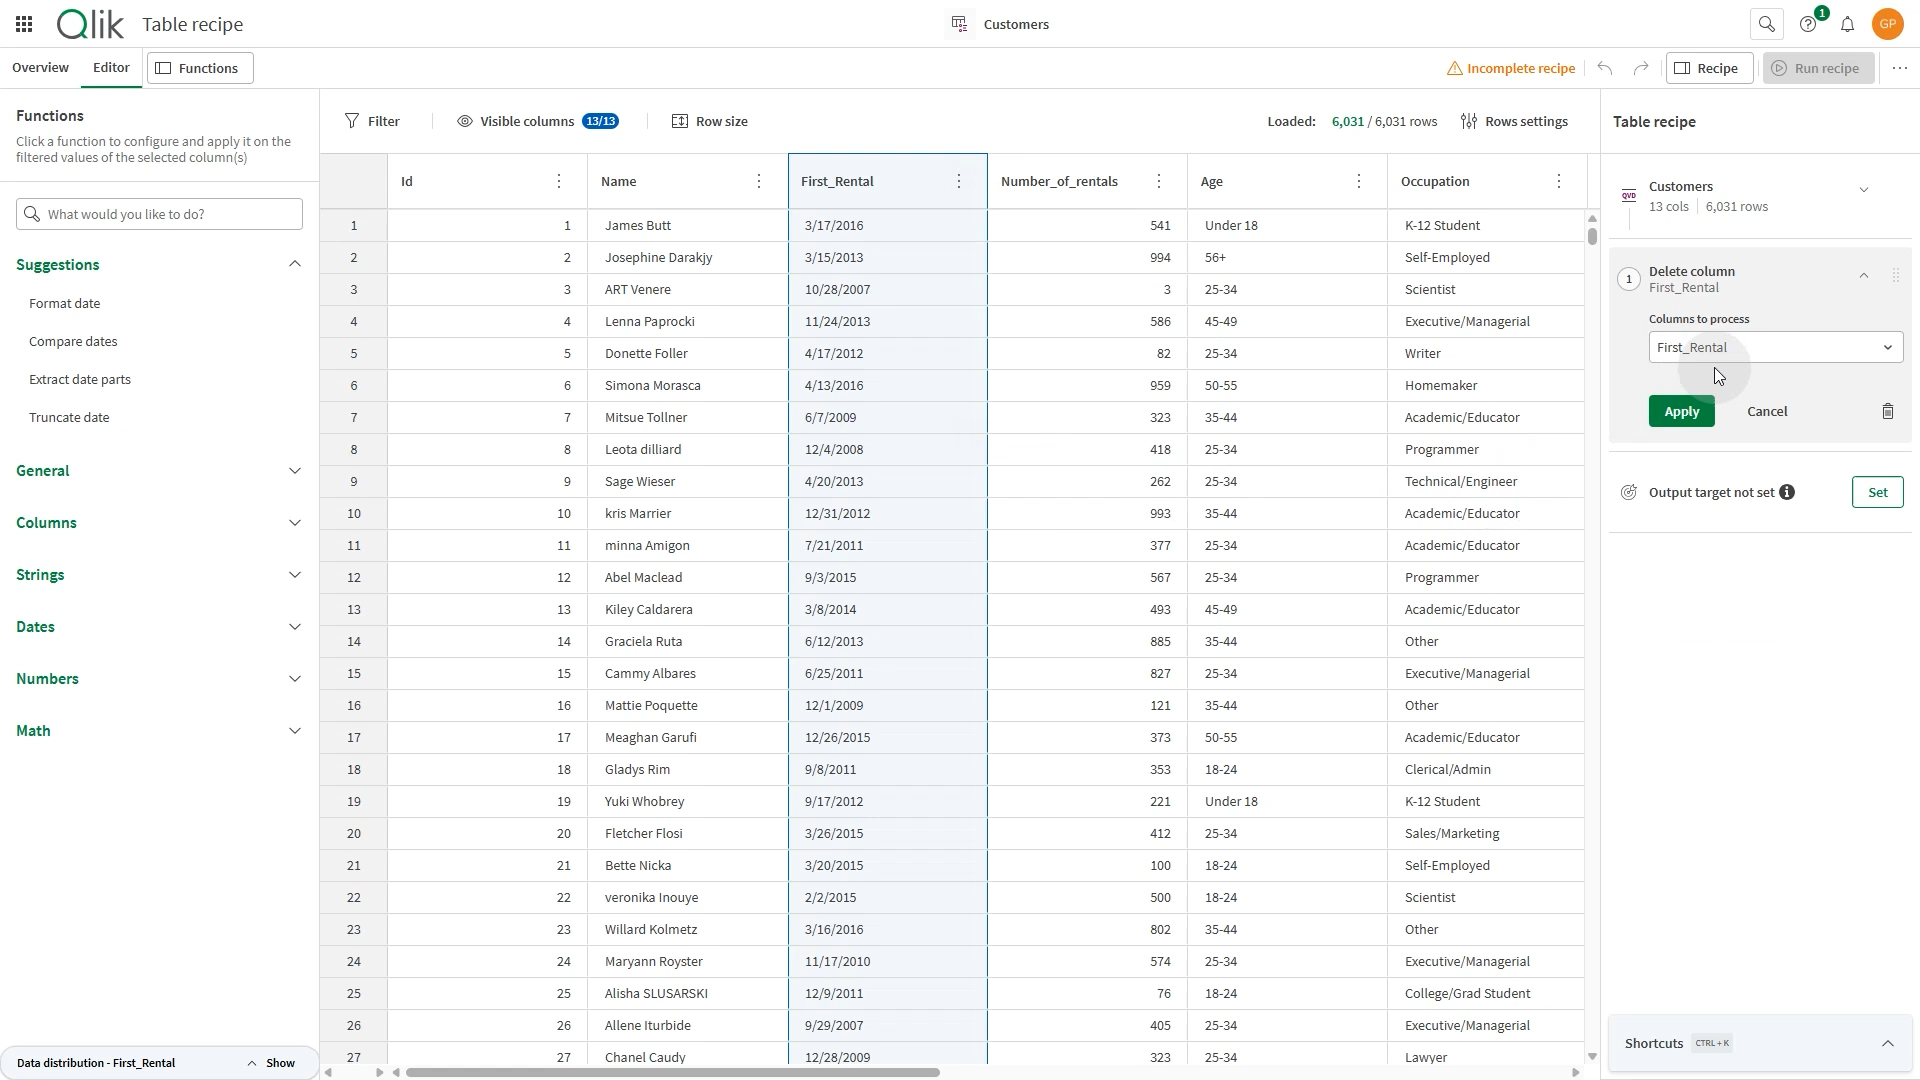 Qlik Table recipe Customers 1 GP
Overview Editor Functions Incomplete recipe Recipe Run recipe
Functions
Click a function to configure and apply it on the
filtered values of the selected column(s)
What would you like to do?
Suggestions
Format date
Compare dates
Extract date parts
Truncate date
General
Columns
Strings
Dates
Numbers
Math
Data distribution - First_Rental Show
Filter Visible columns 13/13 Row size Loaded: 6,031 / 6,031 rows Rows settings
Id Name First_Rental Number_of_rentals Age Occupation
1 1 James Butt 3/17/2016 541 Under 18 K-12 Student
2 2 Josephine Darakjy 3/15/2013 994 56+ Self-Employed
3 3 ART Venere 10/28/2007 3 25-34 Scientist
4 4 Lenna Paprocki 11/24/2013 586 45-49 Executive/Managerial
5 5 Donette Foller 4/17/2012 82 25-34 Writer
6 6 Simona Morasca 4/13/2016 959 50-55 Homemaker
7 7 Mitsue Tollner 6/7/2009 323 35-44 Academic/Educator
8 8 Leota dilliard 12/4/2008 418 25-34 Programmer
9 9 Sage Wieser 4/20/2013 262 25-34 Technical/Engineer
10 10 kris Marrier 12/31/2012 993 35-44 Academic/Educator
11 11 minna Amigon 7/21/2011 377 25-34 Academic/Educator
12 12 Abel Maclead 9/3/2015 567 25-34 Programmer
13 13 Kiley Caldarera 3/8/2014 493 45-49 Academic/Educator
14 14 Graciela Ruta 6/12/2013 885 35-44 Other
15 15 Cammy Albares 6/25/2011 827 25-34 Executive/Managerial
16 16 Mattie Poquette 12/1/2009 121 35-44 Other
17 17 Meaghan Garufi 12/26/2015 373 50-55 Academic/Educator
18 18 Gladys Rim 9/8/2011 353 18-24 Clerical/Admin
19 19 Yuki Whobrey 9/17/2012 221 Under 18 K-12 Student
20 20 Fletcher Flosi 3/26/2015 412 25-34 Sales/Marketing
21 21 Bette Nicka 3/20/2015 100 18-24 Self-Employed
22 22 veronika Inouye 2/2/2015 500 18-24 Scientist
23 23 Willard Kolmetz 3/16/2016 802 35-44 Other
24 24 Maryann Royster 11/17/2010 574 25-34 Executive/Managerial
25 25 Alisha SLUSARSKI 12/9/2011 76 18-24 College/Grad Student
26 26 Allene Iturbide 9/29/2007 405 25-34 Executive/Managerial
27 27 Chanel Caudy 12/28/2009 323 25-34 Lawyer
Table recipe
QVD Customers
13 cols 6,031 rows
1 Delete column
First_Rental
Columns to process
First_Rental
Apply Cancel
Output target not set Set
Shortcuts CTRL + K